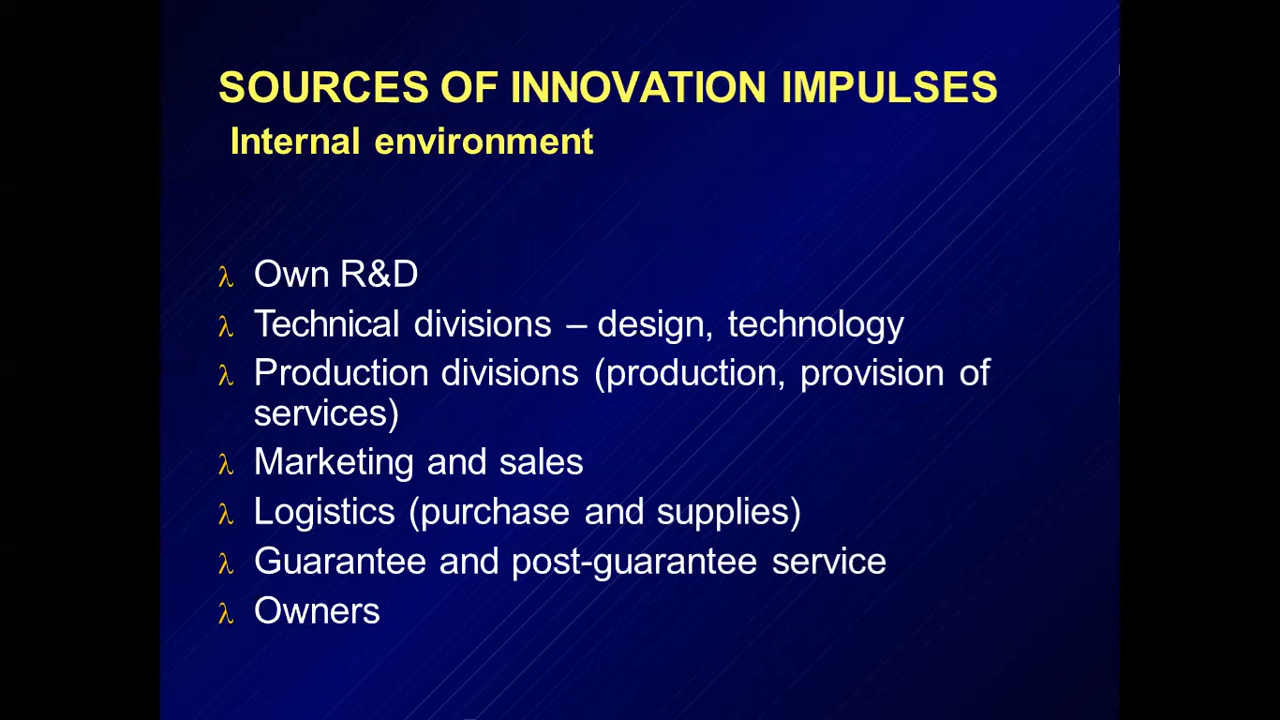 SOURCES OF INNOVATION IMPULSES
Internal environment
λ Own R&D
λ Technical divisions – design, technology
λ Production divisions (production, provision of
services)
λ Marketing and sales
λ Logistics (purchase and supplies)
λ Guarantee and post-guarantee service
λ Owners